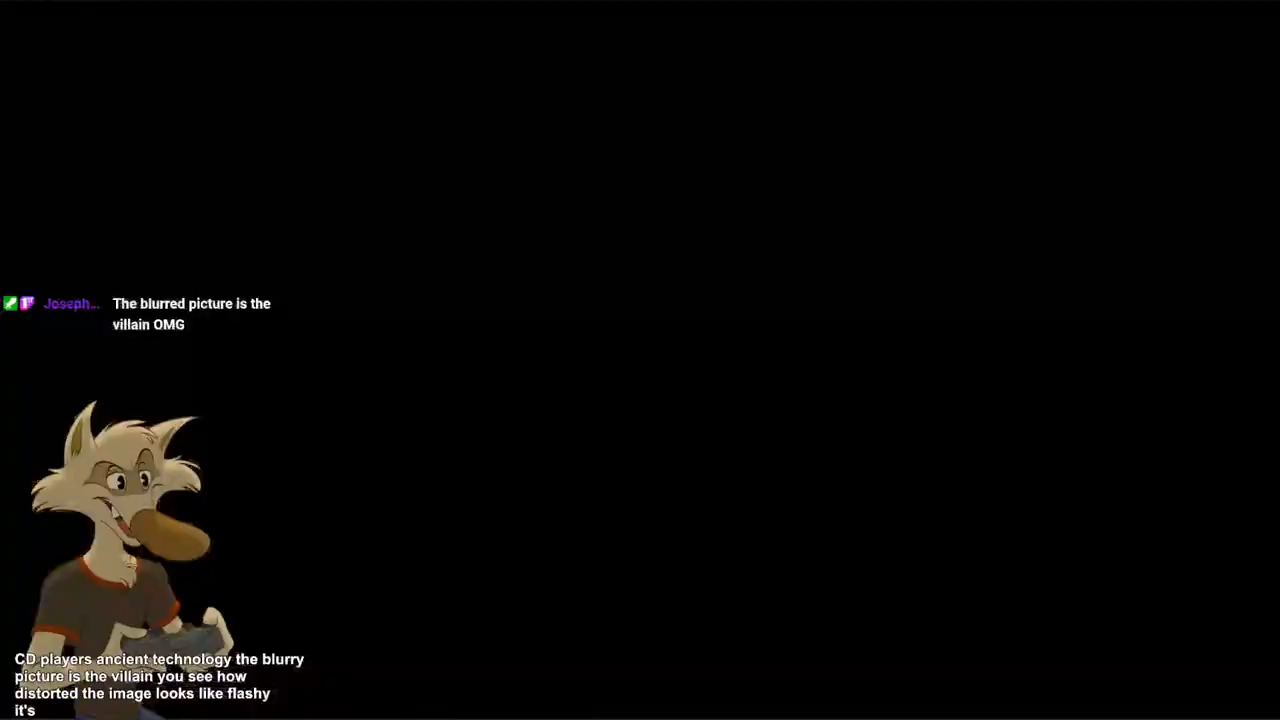 Joseph... The blurred picture is the
villain OMG
CD players ancient technology the blurry
picture is the villain you see how
distorted the image looks like flashy
it's